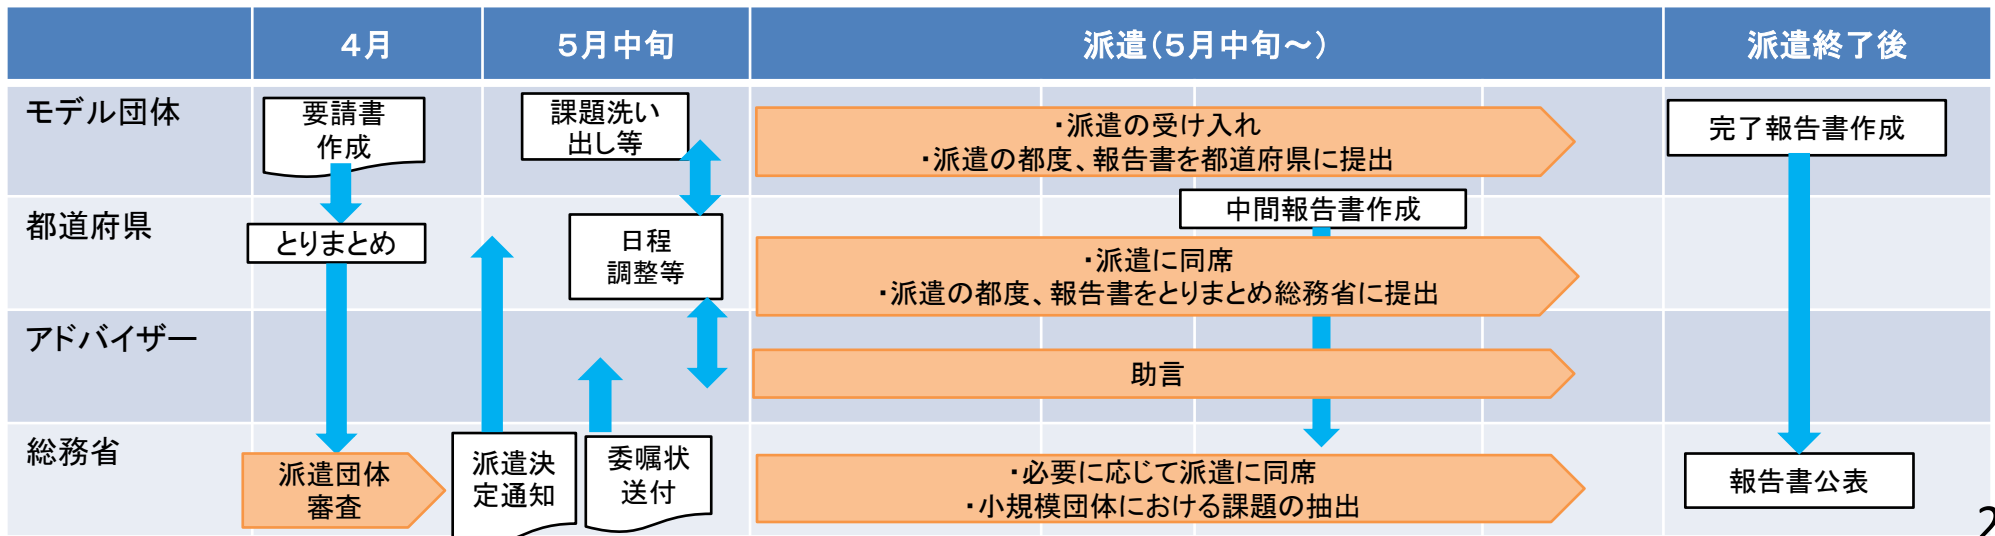 ４月
５月中旬
派遣（５月中旬～）
派遣終了後
モデル団体
要請書
作成
課題洗い
出し等
・派遣の受け入れ
・派遣の都度、報告書を都道府県に提出
完了報告書作成
都道府県
とりまとめ
日程
調整等
中間報告書作成
・派遣に同席
・派遣の都度、報告書をとりまとめ総務省に提出
アドバイザー
助言
総務省
派遣団体
審査
派遣決
定通知
委嘱状
送付
・必要に応じて派遣に同席
・小規模団体における課題の抽出
報告書公表
2